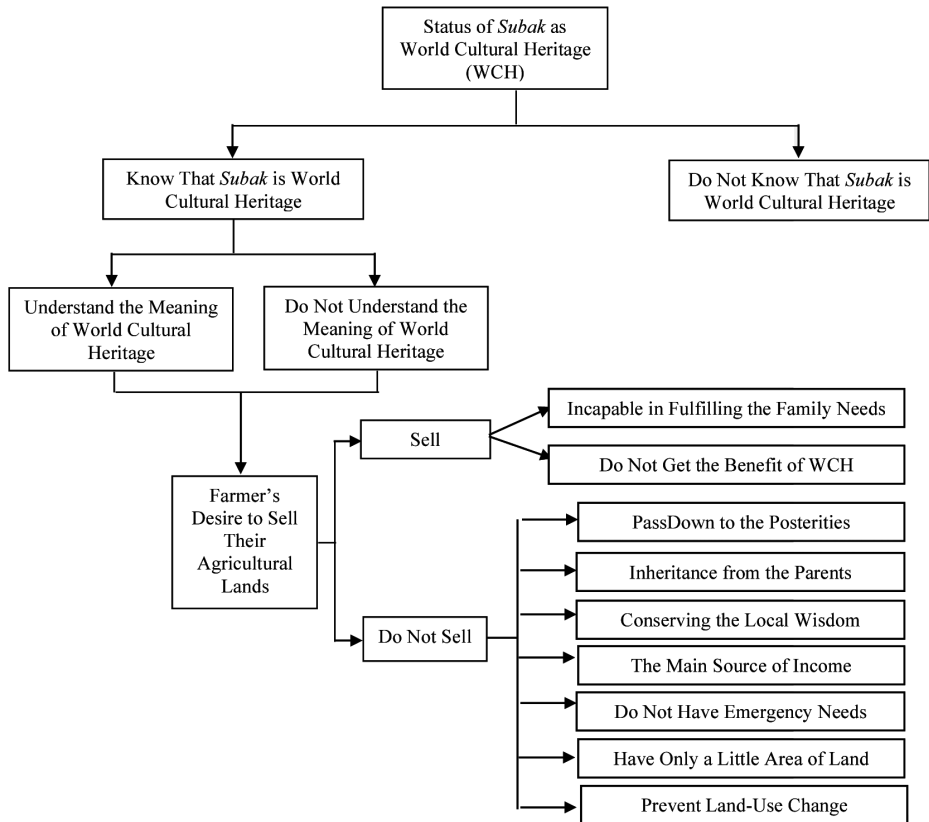 Status of Subak as
World Cultural Heritage
(WCH)
Know That Subak is World
Cultural Heritage
Do Not Know That Subak is
World Cultural Heritage
Understand the Meaning
of World Cultural
Heritage
Do Not Understand the
Meaning of World
Cultural Heritage
Farmer's
Desire to Sell
Their
Agricultural
Lands
Sell
Incapable in Fulfilling the Family Needs
Do Not Get the Benefit of WCH
Do Not Sell
PassDown to the Posterities
Inheritance from the Parents
Conserving the Local Wisdom
The Main Source of Income
Do Not Have Emergency Needs
Have Only a Little Area of Land
Prevent Land-Use Change